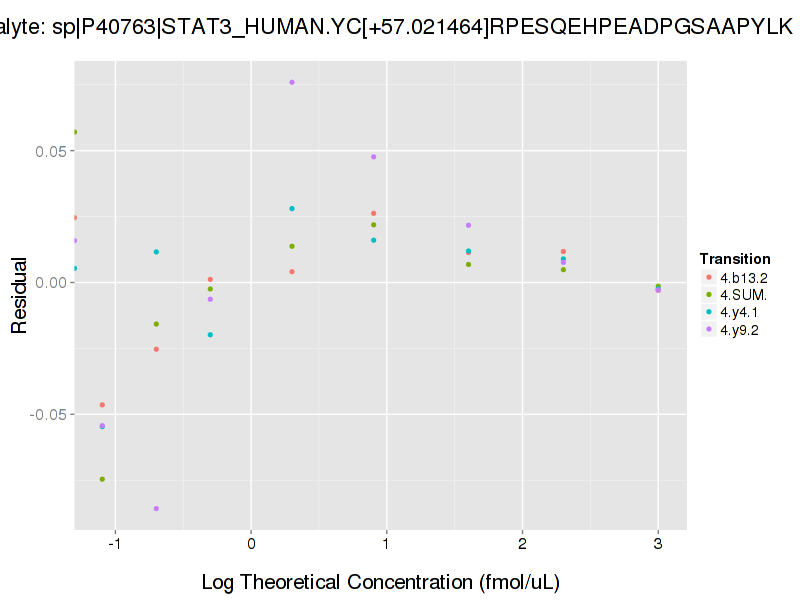 alyte: sp|P40763|STAT3_HUMAN.YC[+57.021464]RPESQEHPEADPGSAAPYLK
0.05
0.00
-0.05
Residual
-1
0
1
2
3
Log Theoretical Concentration (fmol/uL)
Transition
4.b13.2
4.SUM.
4.y4.1
4.y9.2